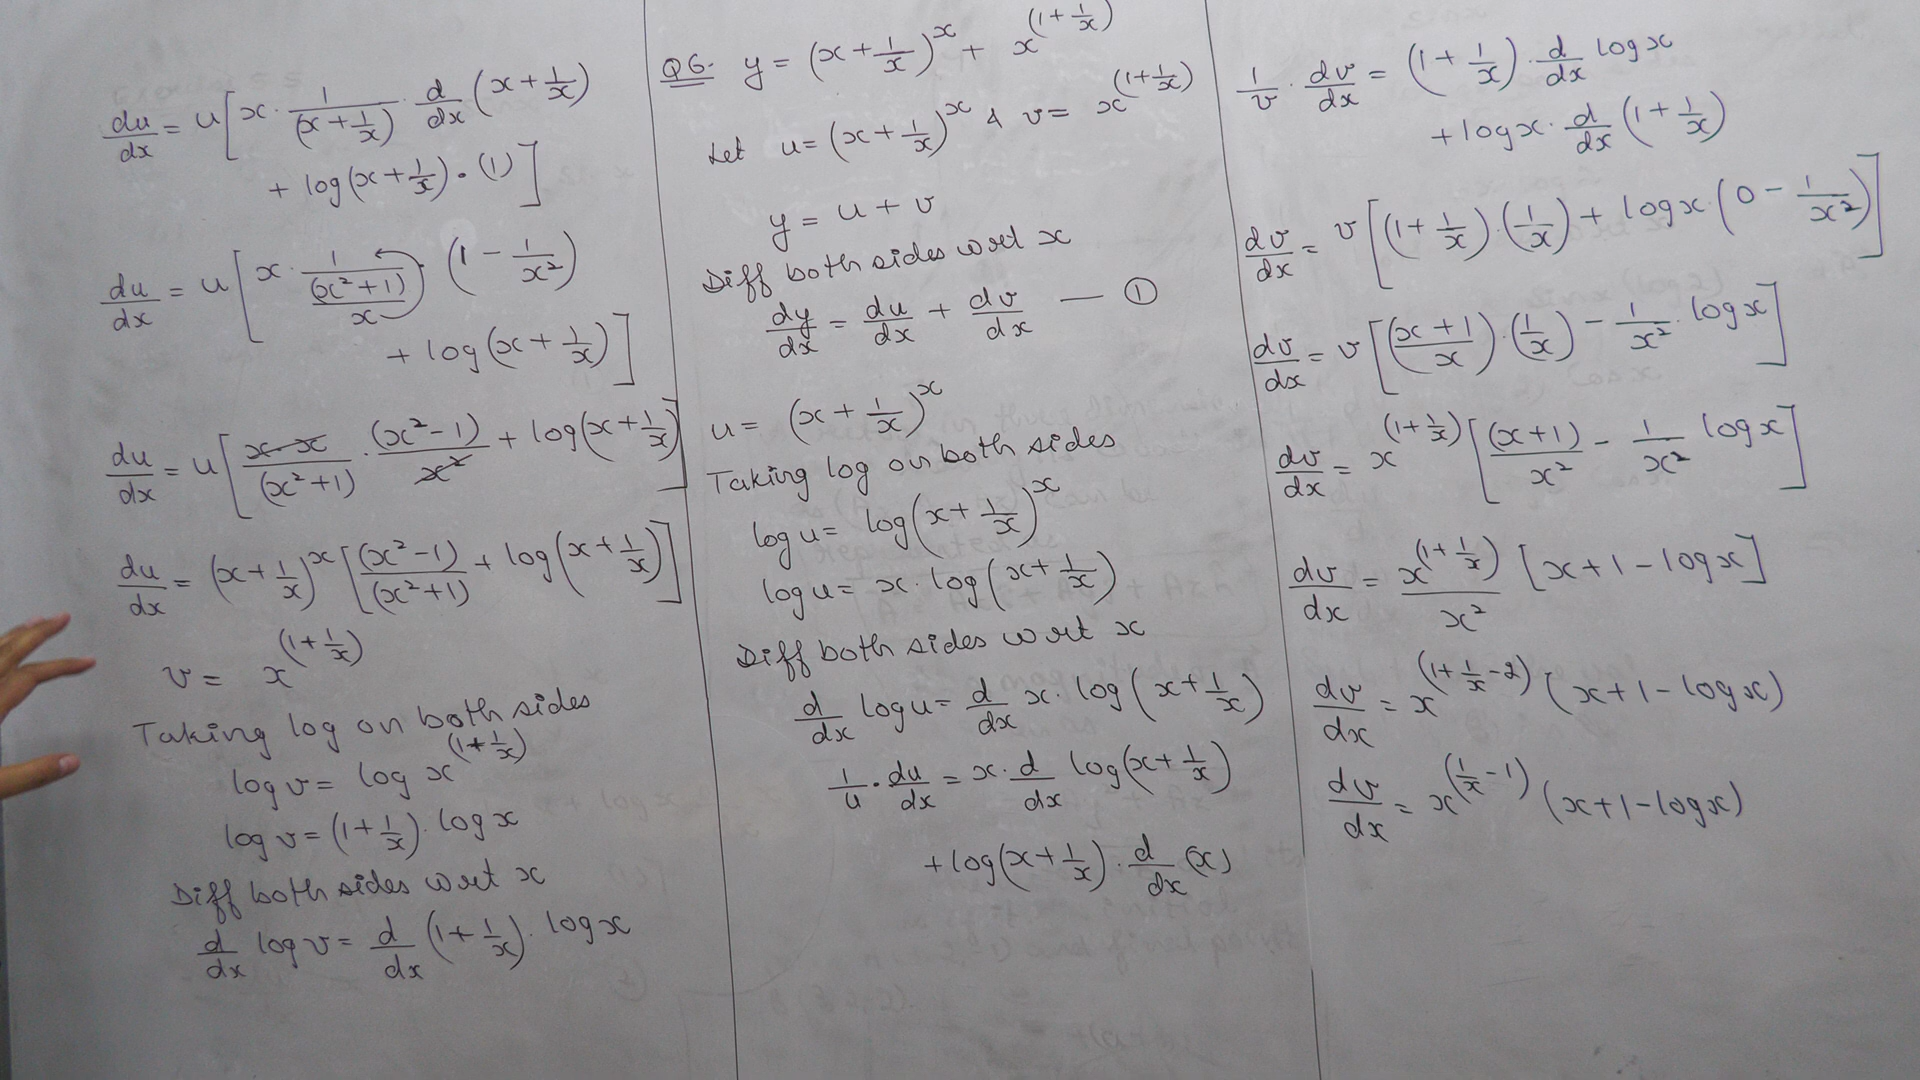 Q6. y = (x + 1/x)^x + x^(1 + 1/x)
Let u = (x + 1/x)^x & v = x^(1 + 1/x)
y = u + v
Diff both sides wrt x
dy/dx = du/dx + dv/dx — ①
u = (x + 1/x)^x
Taking log on both sides
log u = log(x + 1/x)^x
log u = x · log(x + 1/x)
Diff both sides wrt x
d/dx log u = d/dx x · log(x + 1/x)
1/u · du/dx = x · d/dx log(x + 1/x)
+ log(x + 1/x) · d/dx (x)
du/dx = u[x · 1/(x + 1/x) · d/dx (x + 1/x)
+ log(x + 1/x) · (1)]
du/dx = u[x · 1/((x² + 1)/x) · (1 - 1/x²)
+ log(x + 1/x)]
du/dx = u[x · x/(x² + 1) · (x² - 1)/x² + log(x + 1/x)]
du/dx = (x + 1/x)^x [(x² - 1)/(x² + 1) + log(x + 1/x)]
v = x^(1 + 1/x)
Taking log on both sides
log v = log x^(1 + 1/x)
log v = (1 + 1/x) · log x
Diff both sides wrt x
d/dx log v = d/dx (1 + 1/x) · log x
1/v · dv/dx = (1 + 1/x) · d/dx log x
+ log x · d/dx (1 + 1/x)
dv/dx = v[(1 + 1/x) · (1/x) + log x · (0 - 1/x²)]
dv/dx = v[((x + 1)/x) · (1/x) - 1/x² · log x]
dv/dx = x^(1 + 1/x) [(x + 1)/x² - 1/x² log x]
dv/dx = x^(1 + 1/x)/x² [x + 1 - log x]
dv/dx = x^(1 + 1/x - 2) (x + 1 - log x)
dv/dx = x^(1/x - 1) (x + 1 - log x)